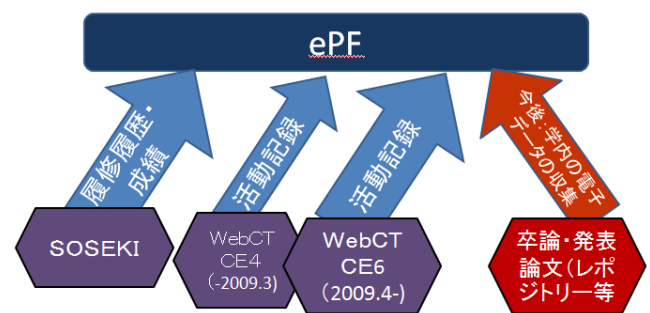 ePF
履修履歴・
成績
活動記録
活動記録
今後：学内の電子
データの収集
SOSEKI
WebCT
CE4
(-2009.3)
WebCT
CE6
（2009.4-)
卒論・発表
論文（レポ
ジトリー等